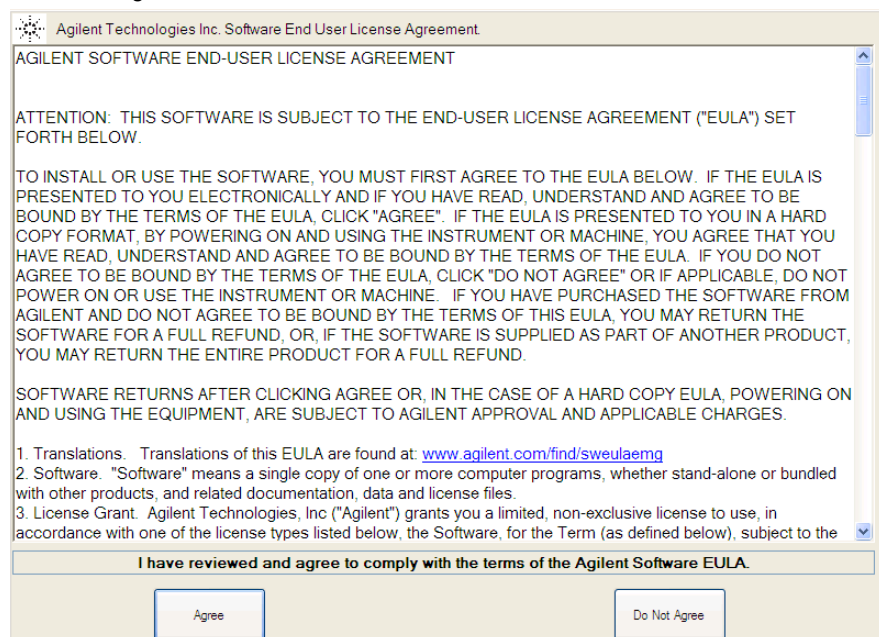 Agilent Technologies Inc. Software End User License Agreement.
AGILENT SOFTWARE END-USER LICENSE AGREEMENT
ATTENTION: THIS SOFTWARE IS SUBJECT TO THE END-USER LICENSE AGREEMENT ("EULA") SET
FORTH BELOW.
TO INSTALL OR USE THE SOFTWARE, YOU MUST FIRST AGREE TO THE EULA BELOW. IF THE EULA IS
PRESENTED TO YOU ELECTRONICALLY AND IF YOU HAVE READ, UNDERSTAND AND AGREE TO BE
BOUND BY THE TERMS OF THE EULA, CLICK "AGREE". IF THE EULA IS PRESENTED TO YOU IN A HARD
COPY FORMAT, BY POWERING ON AND USING THE INSTRUMENT OR MACHINE, YOU AGREE THAT YOU
HAVE READ, UNDERSTAND AND AGREE TO BE BOUND BY THE TERMS OF THE EULA. IF YOU DO NOT
AGREE TO BE BOUND BY THE TERMS OF THE EULA, CLICK "DO NOT AGREE" OR IF APPLICABLE, DO NOT
POWER ON OR USE THE INSTRUMENT OR MACHINE. IF YOU HAVE PURCHASED THE SOFTWARE FROM
AGILENT AND DO NOT AGREE TO BE BOUND BY THE TERMS OF THIS EULA, YOU MAY RETURN THE
SOFTWARE FOR A FULL REFUND, OR, IF THE SOFTWARE IS SUPPLIED AS PART OF ANOTHER PRODUCT,
YOU MAY RETURN THE ENTIRE PRODUCT FOR A FULL REFUND.
SOFTWARE RETURNS AFTER CLICKING AGREE OR, IN THE CASE OF A HARD COPY EULA, POWERING ON
AND USING THE EQUIPMENT, ARE SUBJECT TO AGILENT APPROVAL AND APPLICABLE CHARGES.
1. Translations. Translations of this EULA are found at: www.agilent.com/find/sweulaemg
2. Software. "Software" means a single copy of one or more computer programs, whether stand-alone or bundled
with other products, and related documentation, data and license files.
3. License Grant. Agilent Technologies, Inc ("Agilent") grants you a limited, non-exclusive license to use, in
accordance with one of the license types listed below, the Software, for the Term (as defined below), subject to the
I have reviewed and agree to comply with the terms of the Agilent Software EULA.
Agree
Do Not Agree